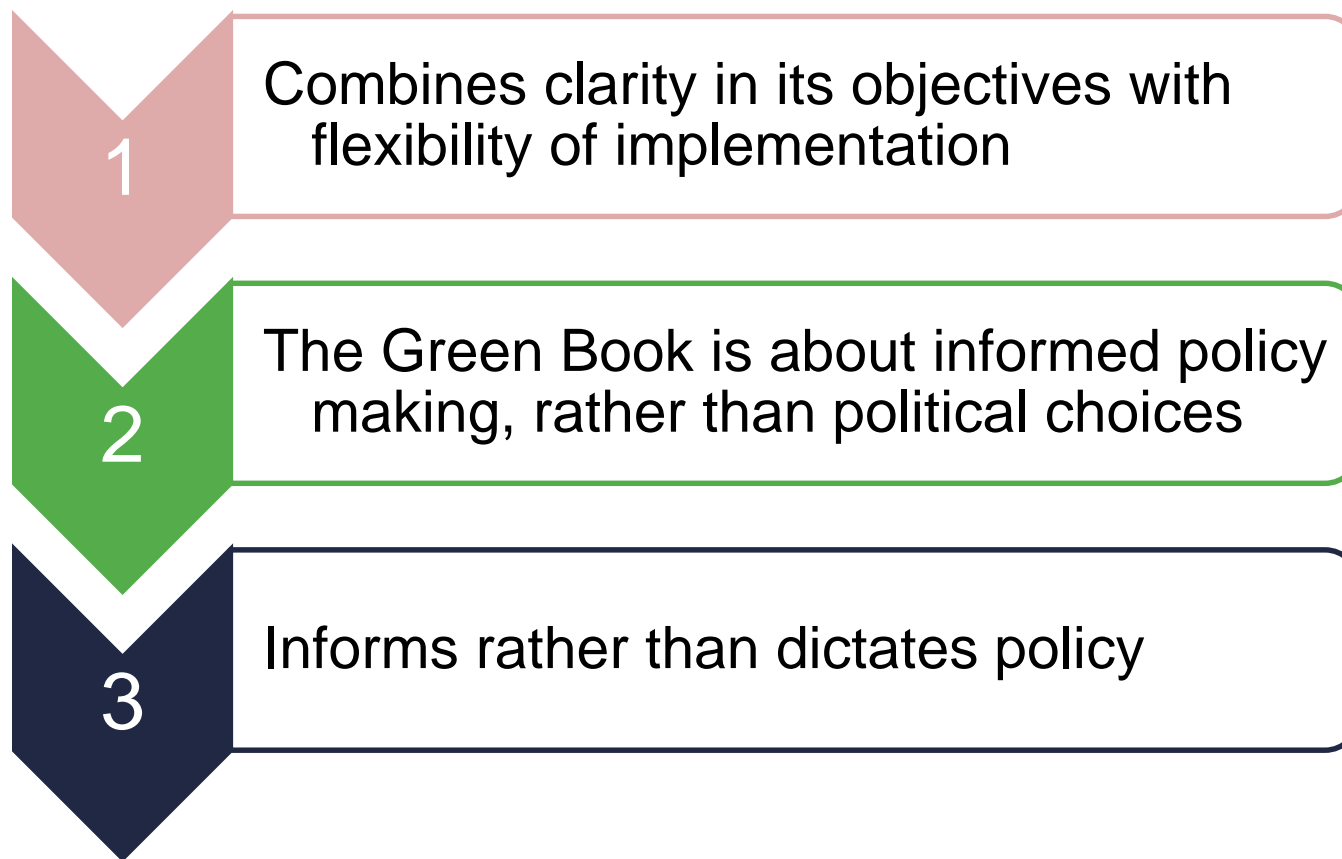 1
Combines clarity in its objectives with
flexibility of implementation
2
The Green Book is about informed policy
making, rather than political choices
3
Informs rather than dictates policy